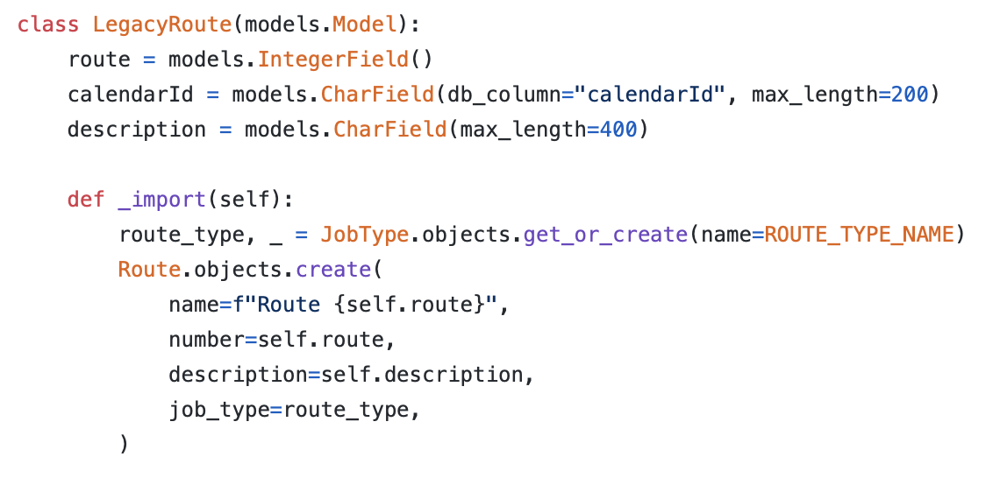 class LegacyRoute(models.Model):
    route = models.IntegerField()
    calendarId = models.CharField(db_column="calendarId", max_length=200)
    description = models.CharField(max_length=400)

    def _import(self):
        route_type, _ = JobType.objects.get_or_create(name=ROUTE_TYPE_NAME)
        Route.objects.create(
            name=f"Route {self.route}",
            number=self.route,
            description=self.description,
            job_type=route_type,
        )